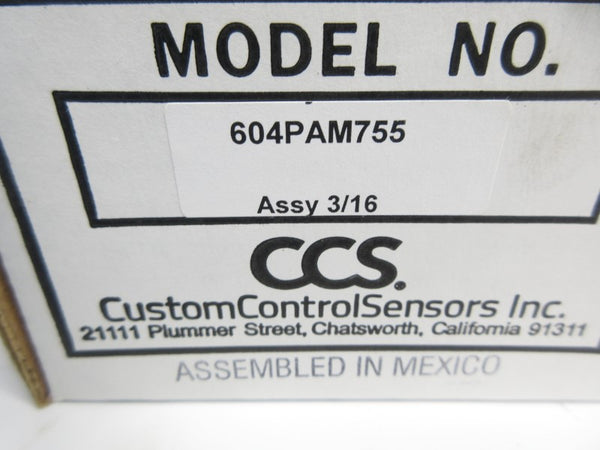 MODEL NO.
604PAM755
Assy 3/16
CCS.
CustomControlSensors Inc.
21111 Plummer Street, Chatsworth, California 91311
ASSEMBLED IN MEXICO